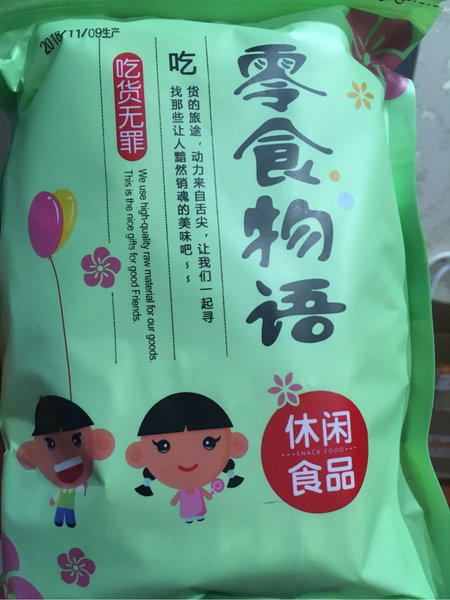 2018/11/09生产
零食物语
吃货的旅途，动力来自舌尖，让我们一起寻
找那些让人黯然销魂的美味吧~~
吃货无罪
We use high-quality raw material for our goods.
This is the nice gifts for good Friends.
休闲
SNACK FOOD
食品